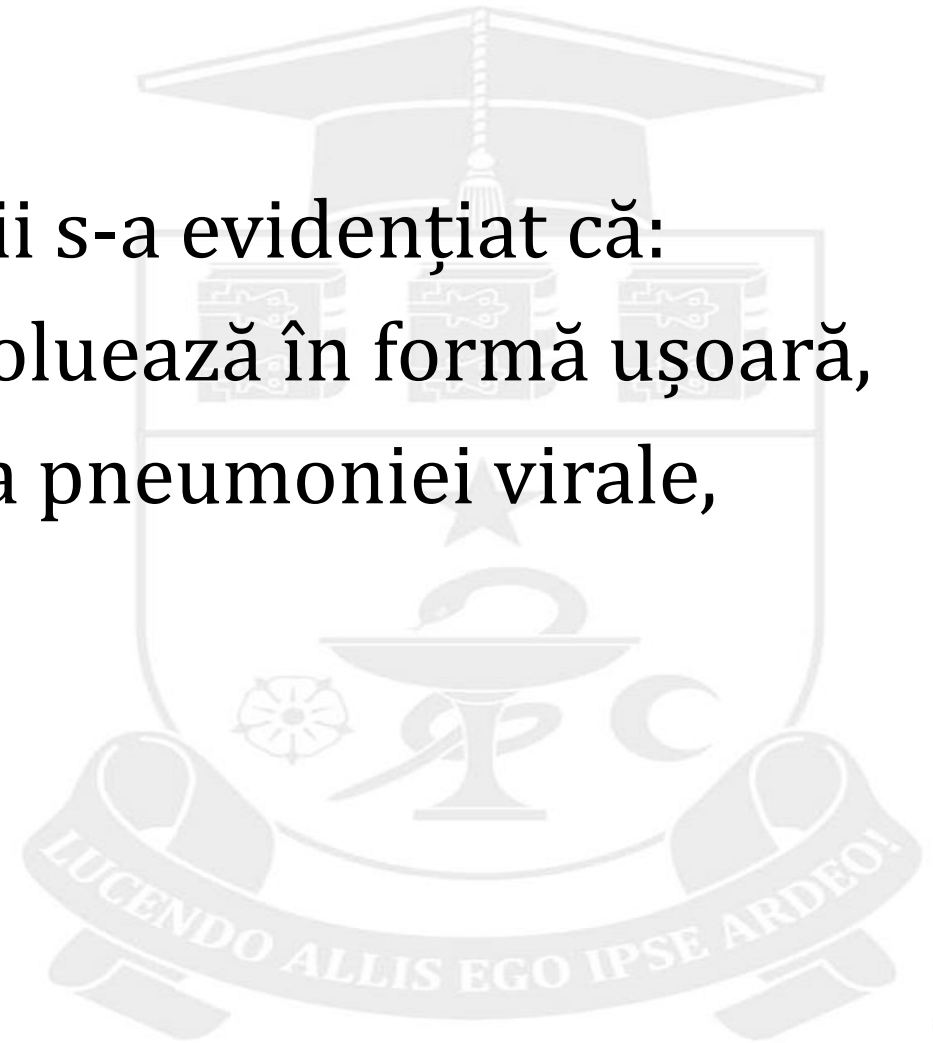 ii s-a evidențiat că:
oluează în formă ușoară,
a pneumoniei virale,
LUCENDO ALLIS EGO IPSE ARDEO!